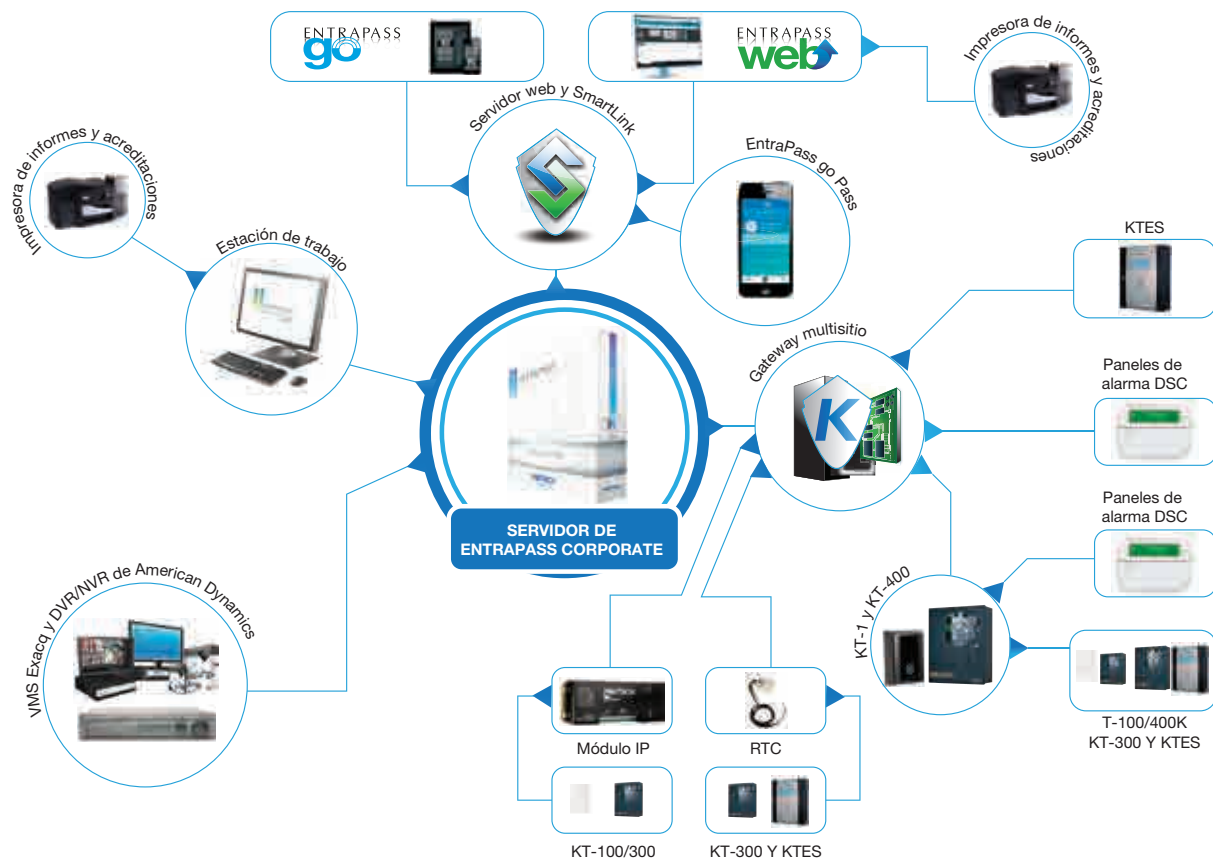 ENTRAPASS
go
ENTRAPASS
web
Impresora de informes y acreditaciones
Servidor web y SmartLink
Impresora de informes y acreditaciones
EntraPass go Pass
Estación de trabajo
KTES
Gateway multisitio
K
Paneles de
alarma DSC
SERVIDOR DE
ENTRAPASS CORPORATE
Paneles de
alarma DSC
VMS Exacq y DVR/NVR de American Dynamics
KT-1 y KT-400
T-100/400K
KT-300 Y KTES
Módulo IP
RTC
KT-100/300
KT-300 Y KTES